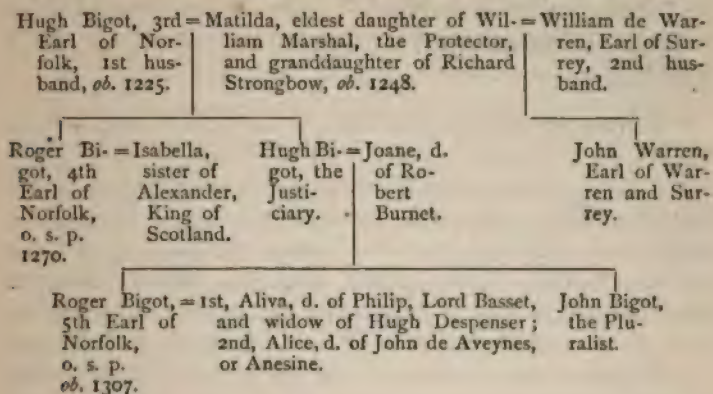 Hugh Bigot, 3rd = Matilda, eldest daughter of Wil- = William de War-
Earl of Nor- liam Marshal, the Protector, ren, Earl of Sur-
folk, 1st hus- and granddaughter of Richard rey, 2nd hus-
band, ob. 1225. Strongbow, ob. 1248. band.
Roger Bi- = Isabella, Hugh Bi- = Joane, d. John Warren,
got, 4th sister of got, the of Ro- Earl of War-
Earl of Alexander, Justi- bert ren and Sur-
Norfolk, King of ciary. Burnet. rey.
o. s. p. Scotland.
1270.
Roger Bigot, = 1st, Aliva, d. of Philip, Lord Basset, John Bigot,
5th Earl of and widow of Hugh Despenser; the Plu-
Norfolk, 2nd, Alice, d. of John de Aveynes, ralist.
o. s. p. or Anesine.
ob. 1307.